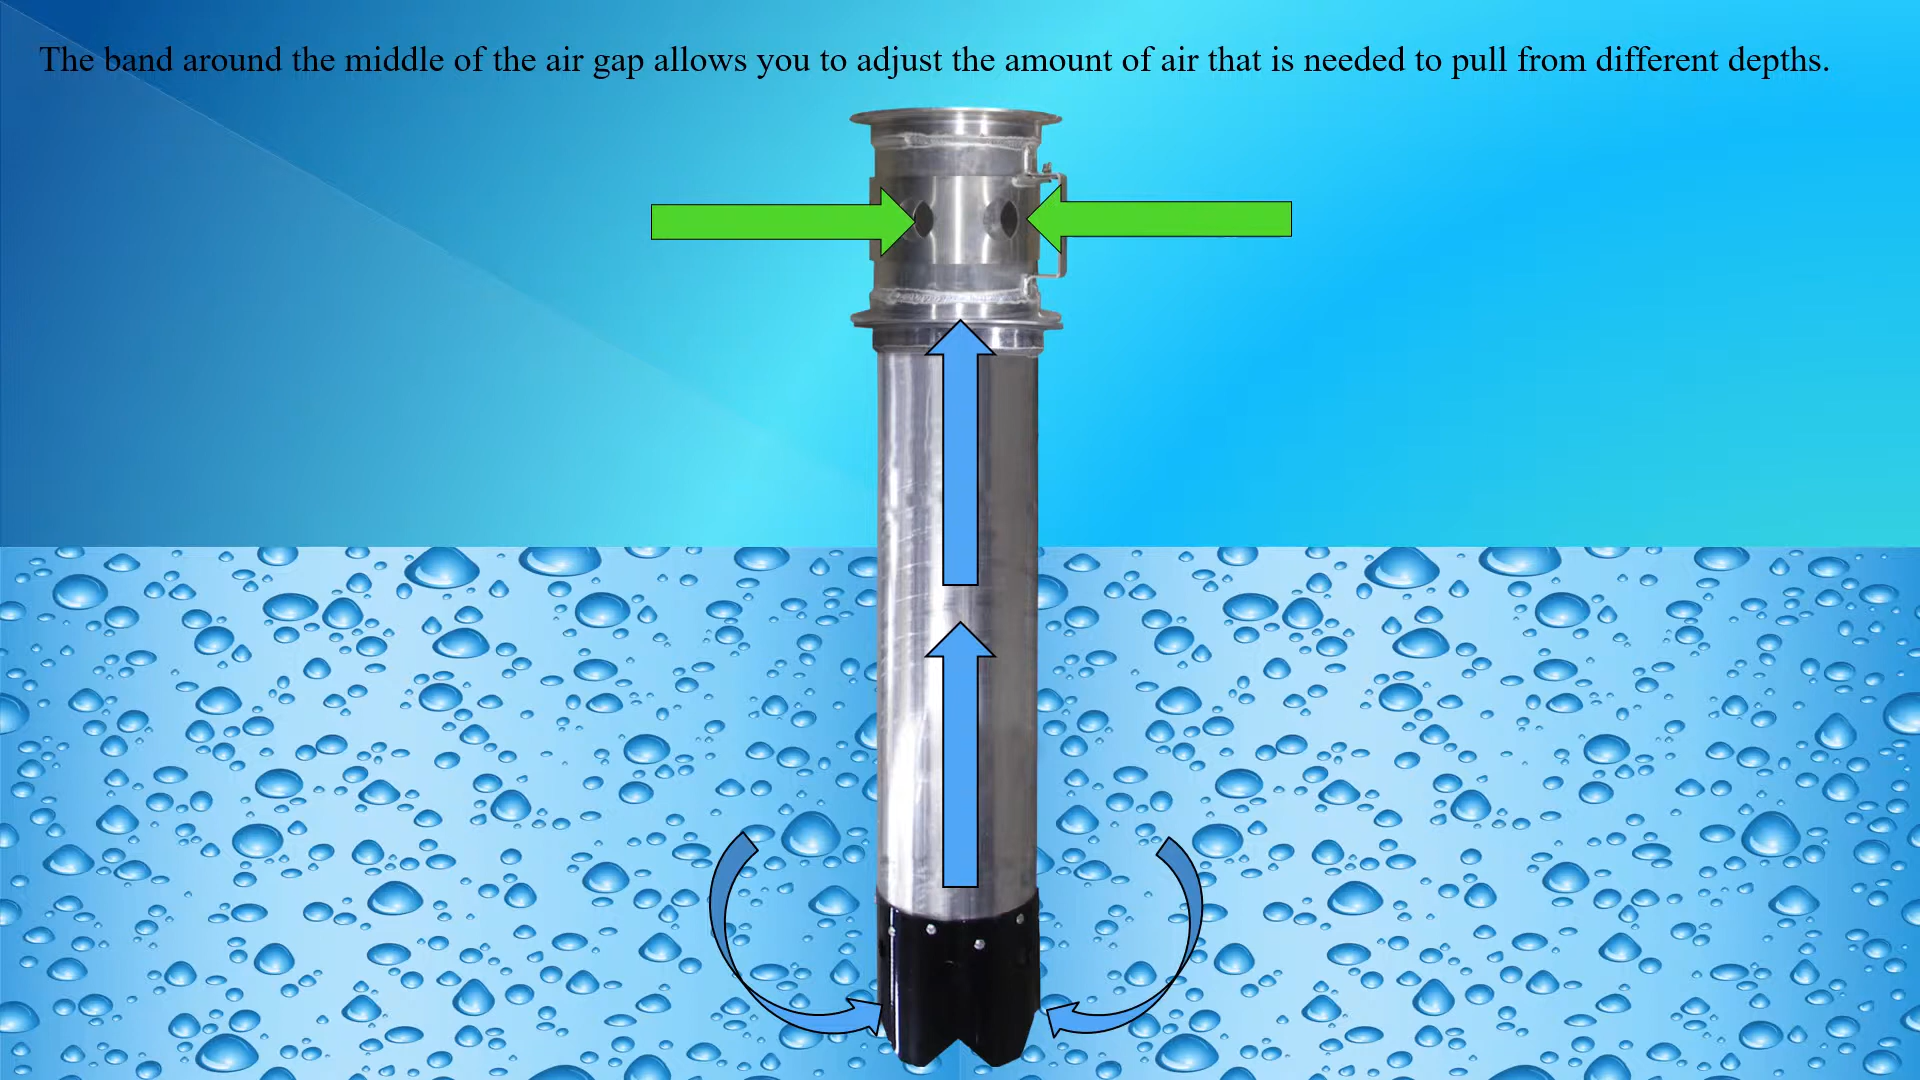 The band around the middle of the air gap allows you to adjust the amount of air that is needed to pull from different depths.